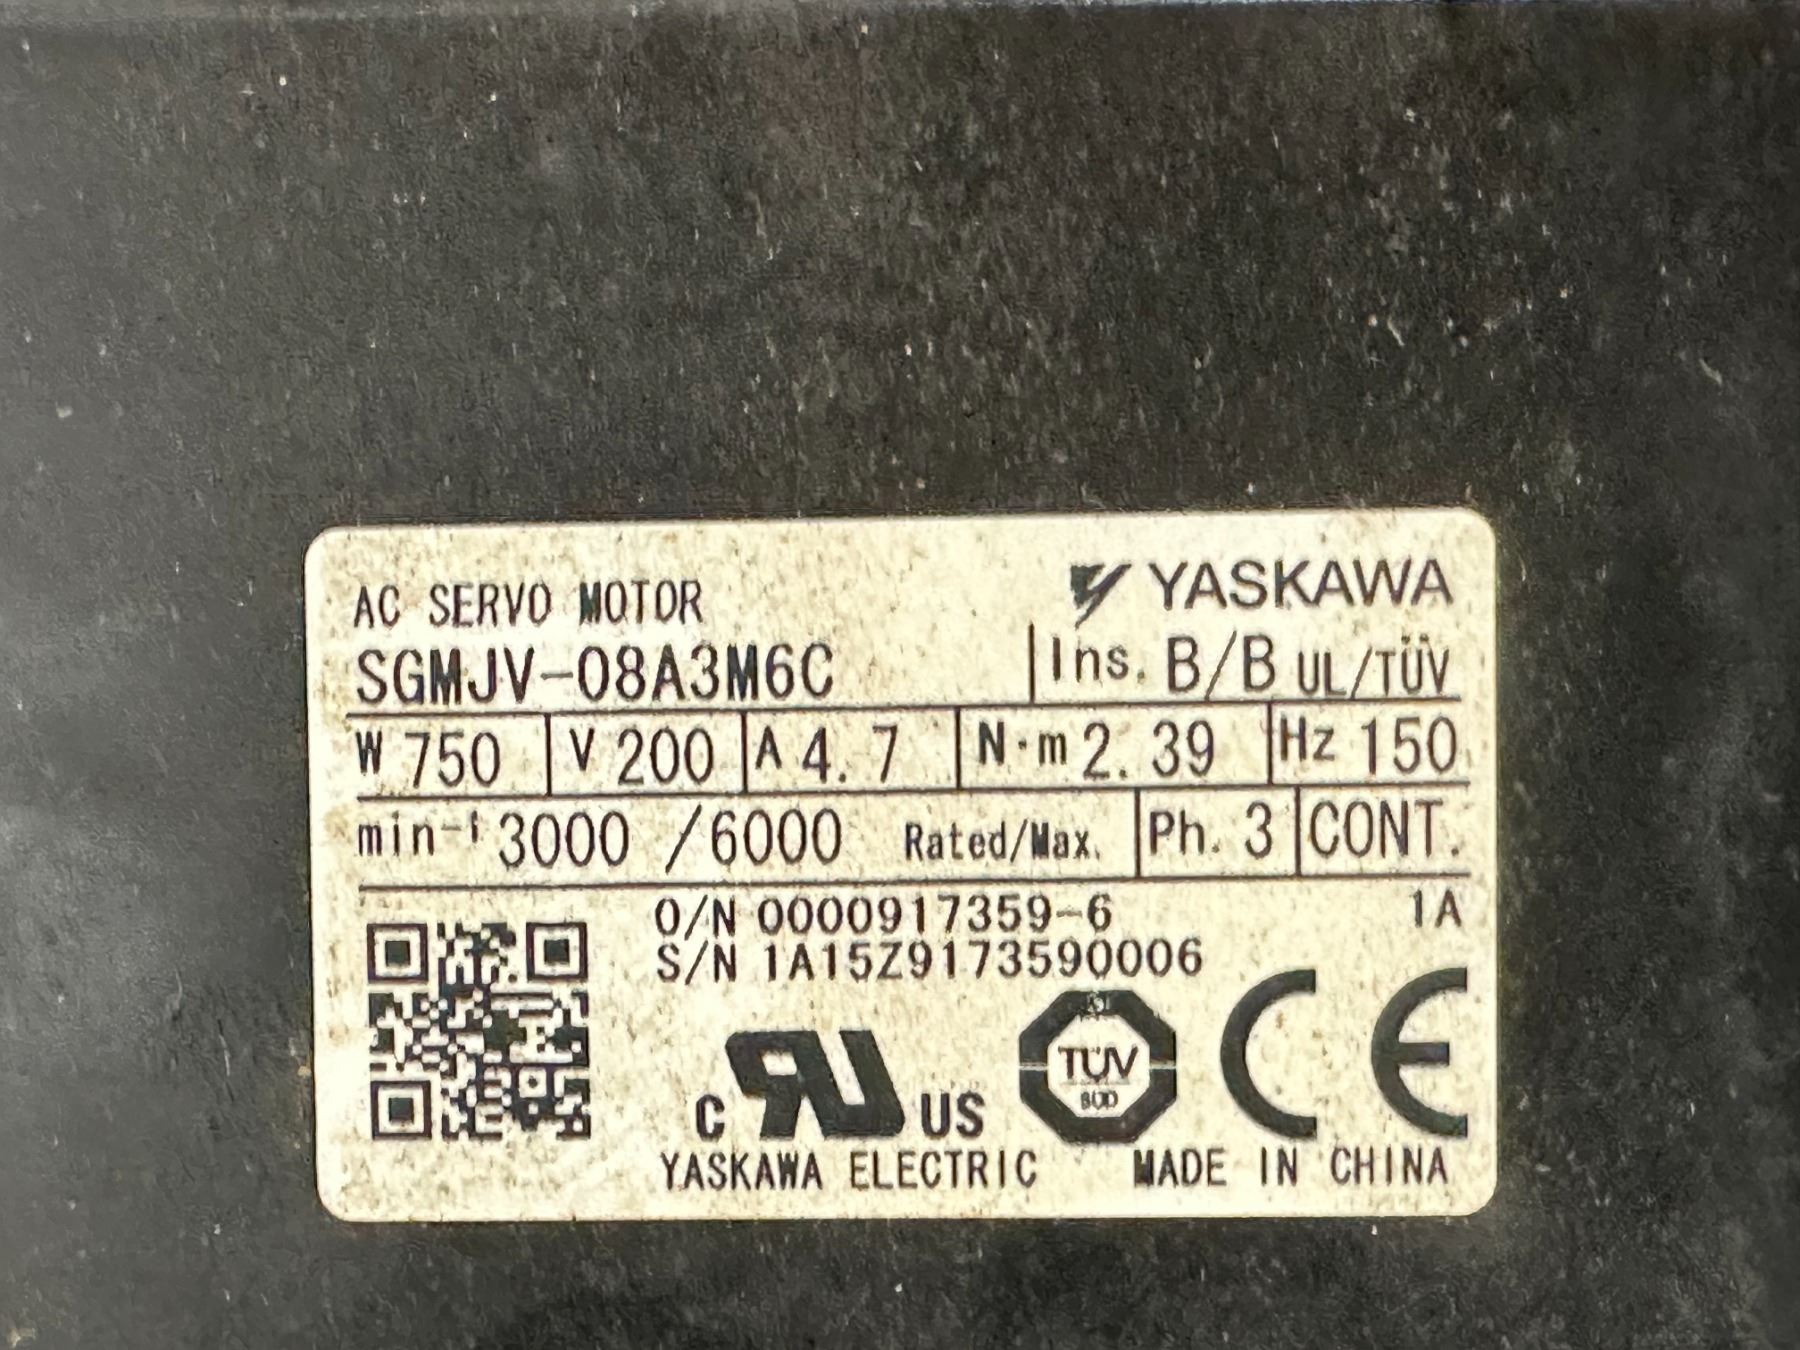 YASKAWA
AC SERVO MOTOR
SGMJV-08A3M6C Ins. B/B UL/TÜV
W 750 V 200 A 4.7 N·m 2.39 Hz 150
min-1 3000 /6000 Rated/Max. Ph. 3 CONT.
O/N 0000917359-6 1A
S/N 1A15Z9173590006
C RU US TÜV SÜD CE
YASKAWA ELECTRIC MADE IN CHINA